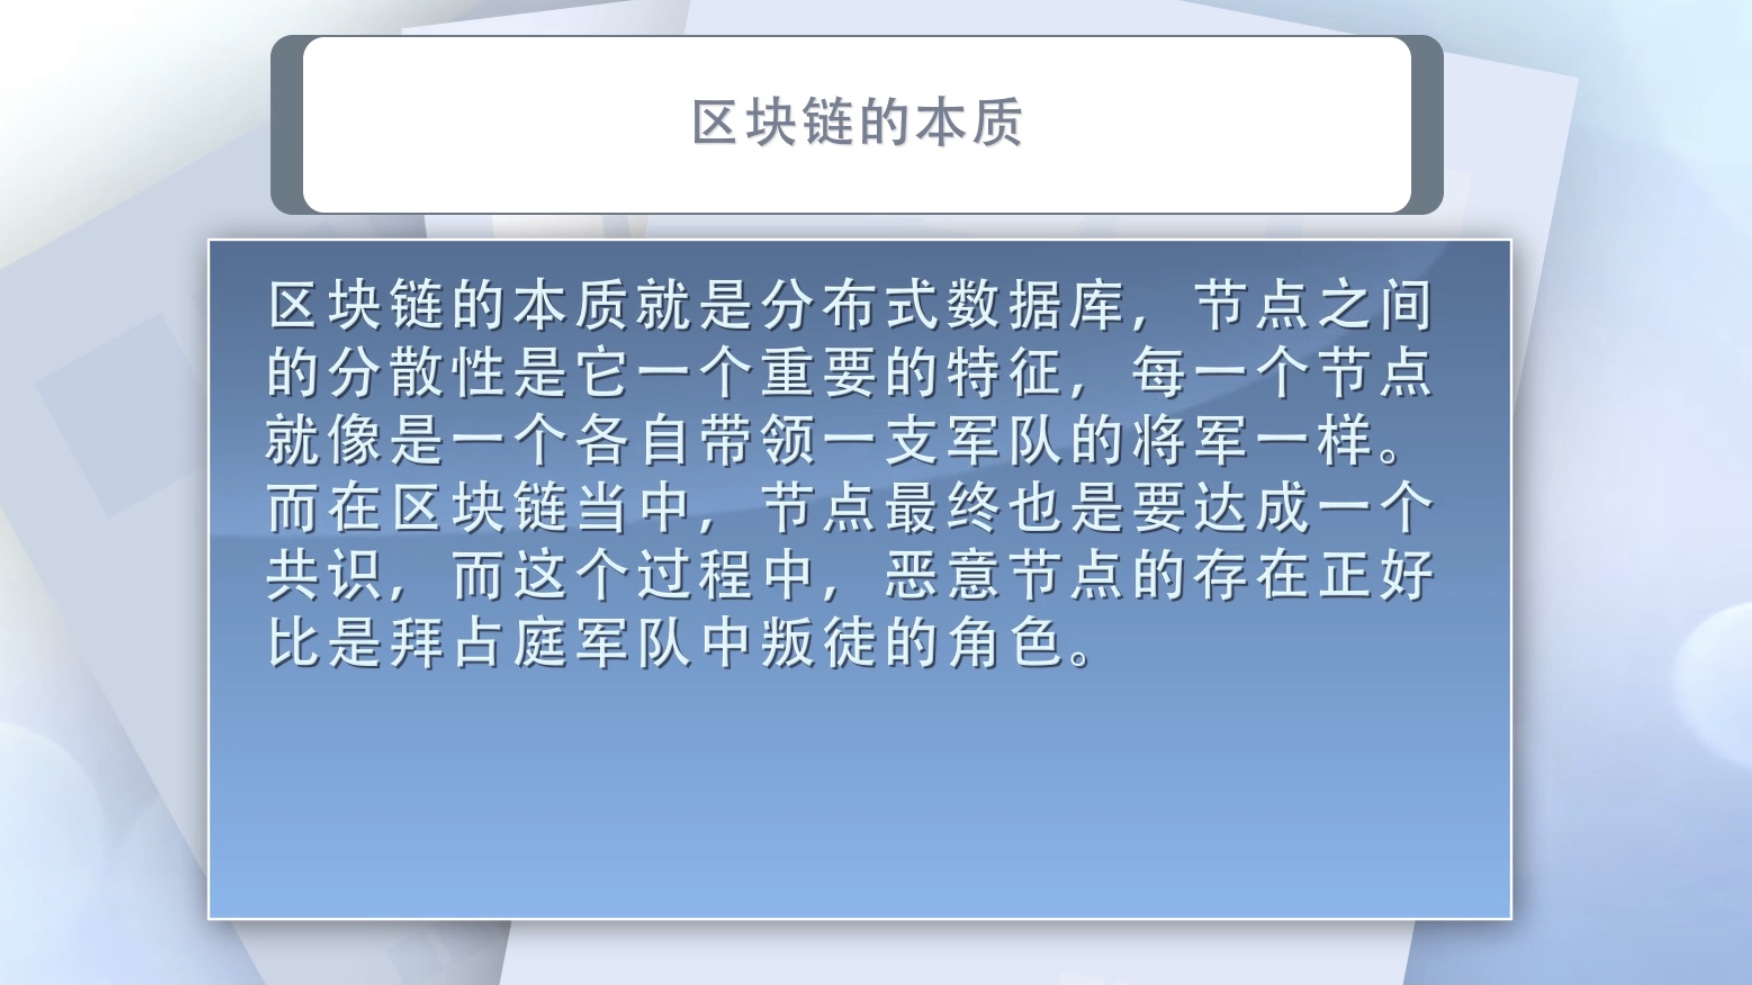 区块链的本质
区块链的本质就是分布式数据库，节点之间
的分散性是它一个重要的特征，每一个节点
就像是一个各自带领一支军队的将军一样。
而在区块链当中，节点最终也是要达成一个
共识，而这个过程中，恶意节点的存在正好
比是拜占庭军队中叛徒的角色。